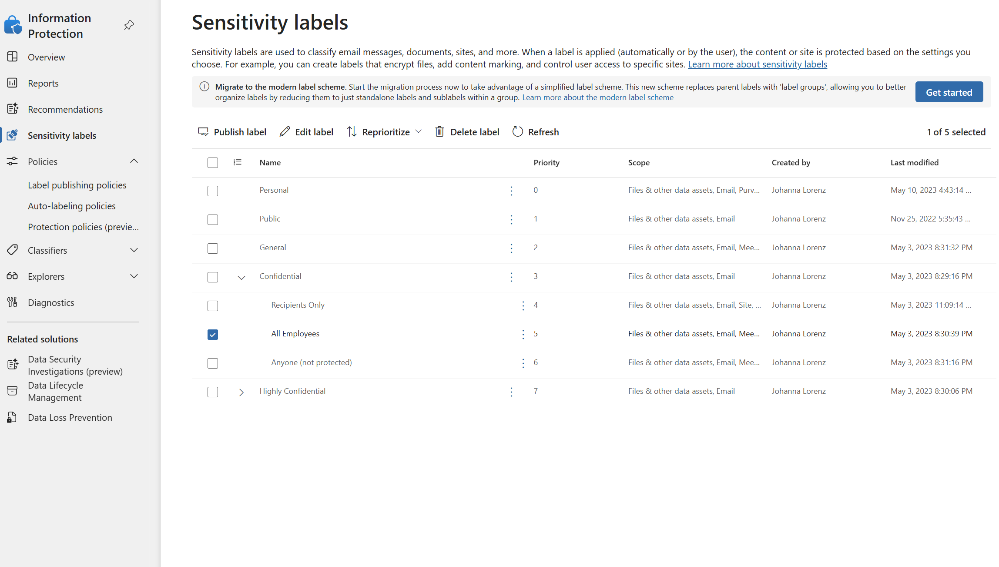 Information
Protection
Overview
Reports
Recommendations
Sensitivity labels
Policies
Label publishing policies
Auto-labeling policies
Protection policies (previe...
Classifiers
Explorers
Diagnostics
Related solutions
Data Security
Investigations (preview)
Data Lifecycle
Management
Data Loss Prevention
Sensitivity labels
Sensitivity labels are used to classify email messages, documents, sites, and more. When a label is applied (automatically or by the user), the content or site is protected based on the settings you
choose. For example, you can create labels that encrypt files, add content marking, and control user access to specific sites. Learn more about sensitivity labels
Migrate to the modern label scheme. Start the migration process now to take advantage of a simplified label scheme. This new scheme replaces parent labels with 'label groups', allowing you to better
organize labels by reducing them to just standalone labels and sublabels within a group. Learn more about the modern label scheme
Get started
Publish label Edit label Reprioritize Delete label Refresh 1 of 5 selected
Name Priority Scope Created by Last modified
Personal 0 Files & other data assets, Email, Purv... Johanna Lorenz May 10, 2023 4:43:14 ...
Public 1 Files & other data assets, Email Johanna Lorenz Nov 25, 2022 5:35:43 ...
General 2 Files & other data assets, Email, Mee... Johanna Lorenz May 3, 2023 8:31:32 PM
Confidential 3 Files & other data assets, Email Johanna Lorenz May 3, 2023 8:29:16 PM
Recipients Only 4 Files & other data assets, Email, Site, ... Johanna Lorenz May 3, 2023 11:09:14 ...
All Employees 5 Files & other data assets, Email, Mee... Johanna Lorenz May 3, 2023 8:30:39 PM
Anyone (not protected) 6 Files & other data assets, Email, Mee... Johanna Lorenz May 3, 2023 8:31:16 PM
Highly Confidential 7 Files & other data assets, Email Johanna Lorenz May 3, 2023 8:30:06 PM